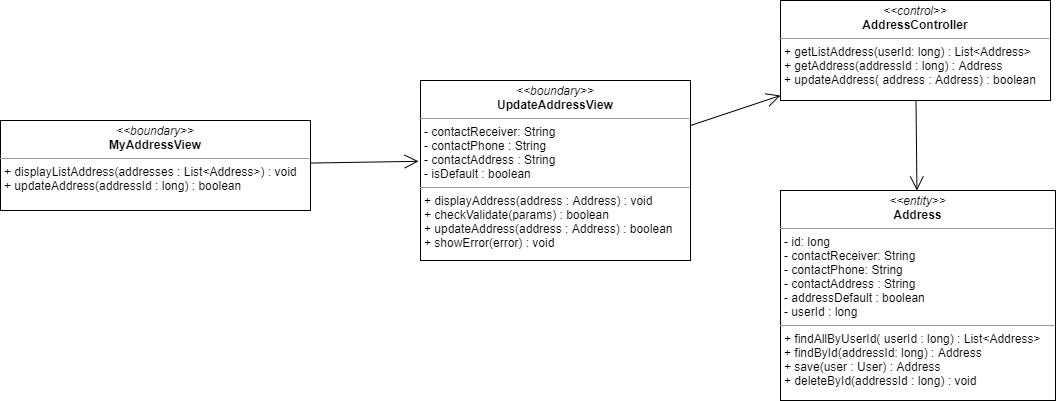 <<boundary>>
MyAddressView
+ displayListAddress(addresses : List<Address>) : void
+ updateAddress(addressId : long) : boolean
<<boundary>>
UpdateAddressView
- contactReceiver: String
- contactPhone : String
- contactAddress : String
- isDefault : boolean
+ displayAddress(address : Address) : void
+ checkValidate(params) : boolean
+ updateAddress(address : Address) : boolean
+ showError(error) : void
<<control>>
AddressController
+ getListAddress(userId: long) : List<Address>
+ getAddress(addressId : long) : Address
+ updateAddress( address : Address) : boolean
<<entity>>
Address
- id: long
- contactReceiver: String
- contactPhone: String
- contactAddress : String
- addressDefault : boolean
- userId : long
+ findAllByUserId( userId : long) : List<Address>
+ findById(addressId: long) : Address
+ save(user : User) : Address
+ deleteById(addressId : long) : void